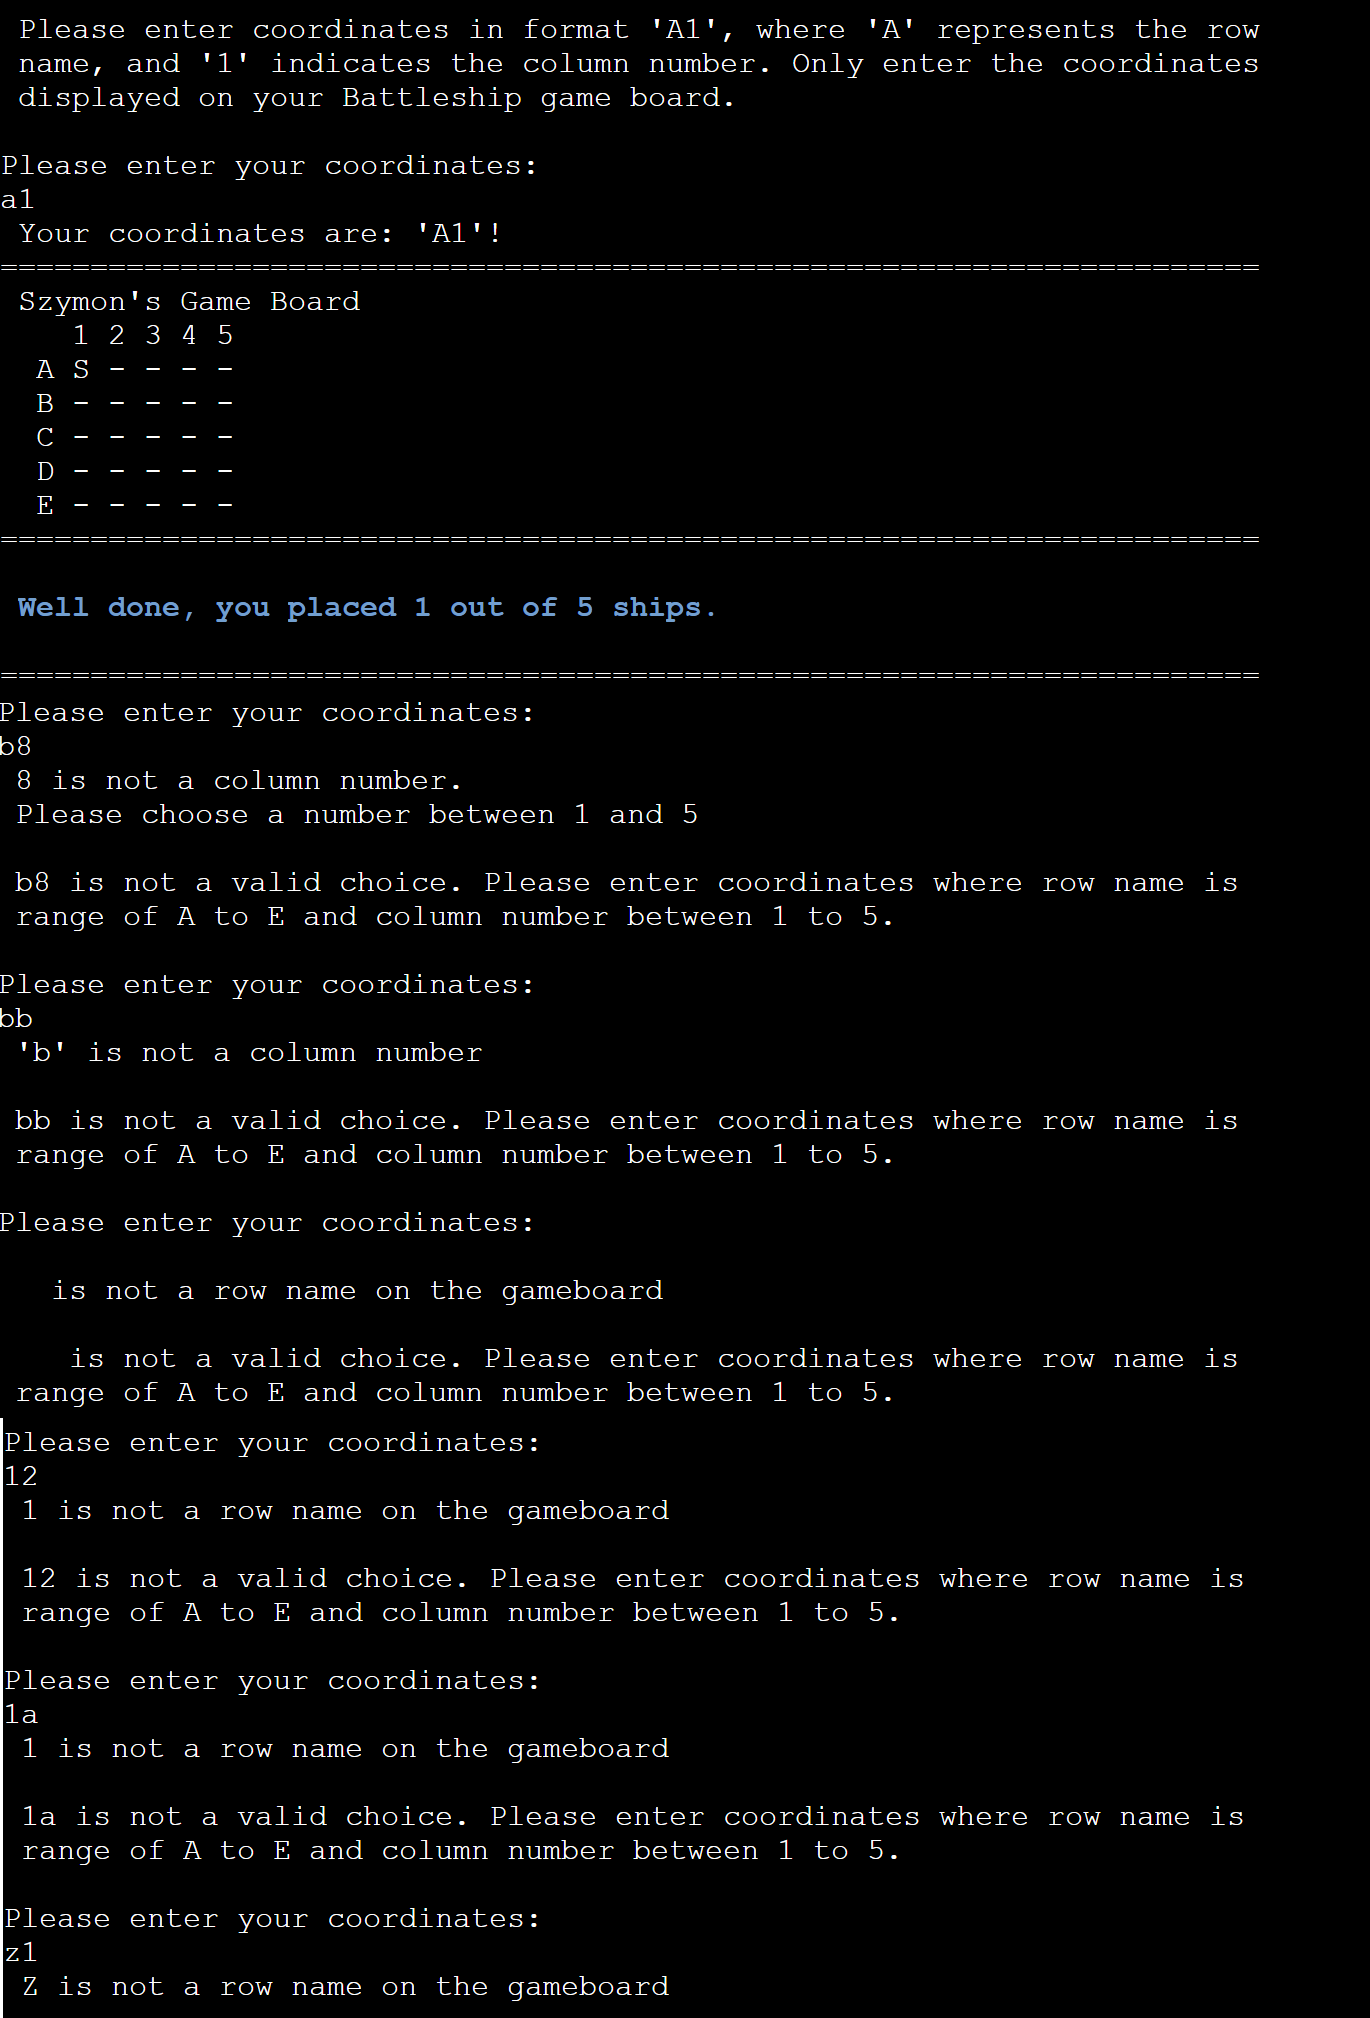 Please enter coordinates in format 'A1', where 'A' represents the row
name, and '1' indicates the column number. Only enter the coordinates
displayed on your Battleship game board.
Please enter your coordinates:
a1
Your coordinates are: 'A1'!
======================================================================
Szymon's Game Board
1 2 3 4 5
A S - - - -
B - - - - -
C - - - - -
D - - - - -
E - - - - -
======================================================================
Well done, you placed 1 out of 5 ships.
======================================================================
Please enter your coordinates:
b8
8 is not a column number.
Please choose a number between 1 and 5
b8 is not a valid choice. Please enter coordinates where row name is
range of A to E and column number between 1 to 5.
Please enter your coordinates:
bb
'b' is not a column number
bb is not a valid choice. Please enter coordinates where row name is
range of A to E and column number between 1 to 5.
Please enter your coordinates:
is not a row name on the gameboard
is not a valid choice. Please enter coordinates where row name is
range of A to E and column number between 1 to 5.
Please enter your coordinates:
12
1 is not a row name on the gameboard
12 is not a valid choice. Please enter coordinates where row name is
range of A to E and column number between 1 to 5.
Please enter your coordinates:
1a
1 is not a row name on the gameboard
1a is not a valid choice. Please enter coordinates where row name is
range of A to E and column number between 1 to 5.
Please enter your coordinates:
z1
Z is not a row name on the gameboard